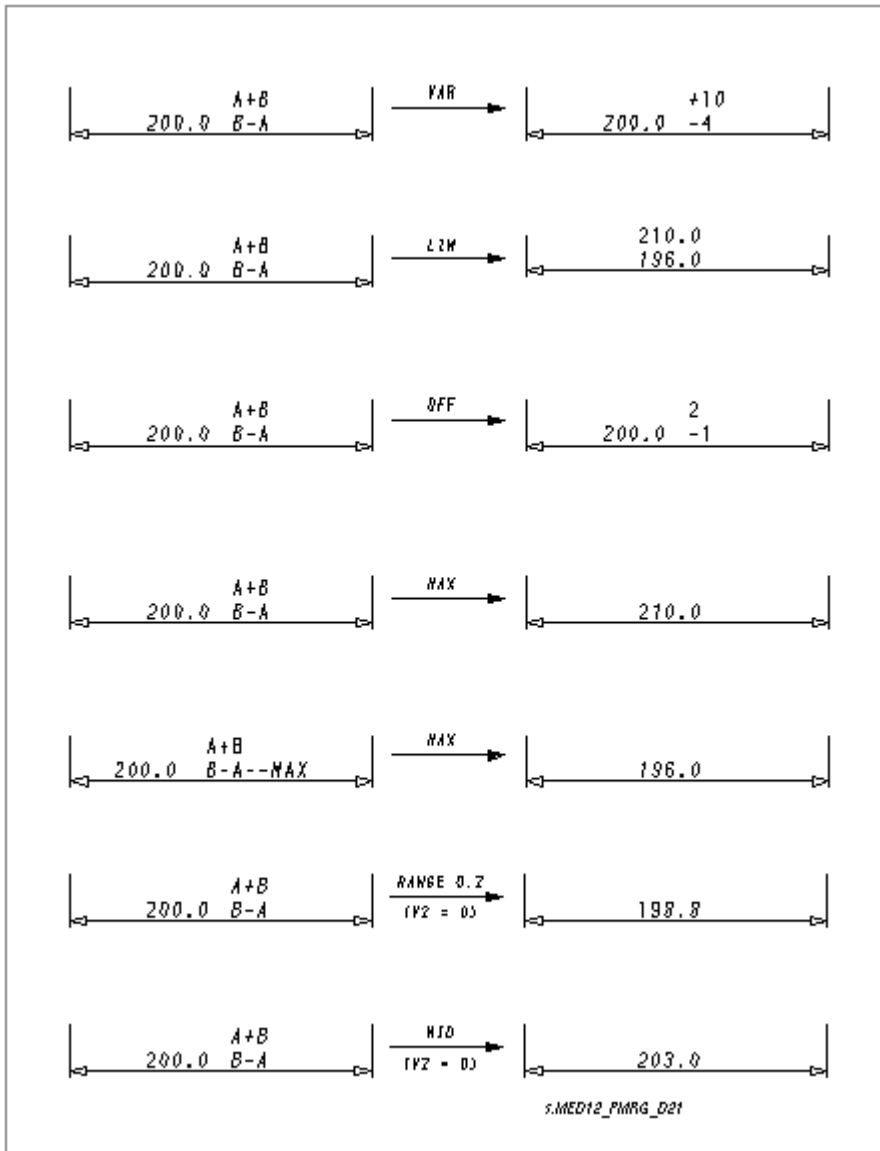 A+B VAR +10
200.0 B-A 200.0 -4
A+B LIM 210.0
200.0 B-A 196.0
A+B OFF 2
200.0 B-A 200.0 -1
A+B MAX
200.0 B-A 210.0
A+B MAX
200.0 B-A--MAX 196.0
A+B RANGE 0.2
200.0 B-A (V2 = 0) 198.8
A+B MID
200.0 B-A (V2 = 0) 203.0
s.MED12_PMRG_D21